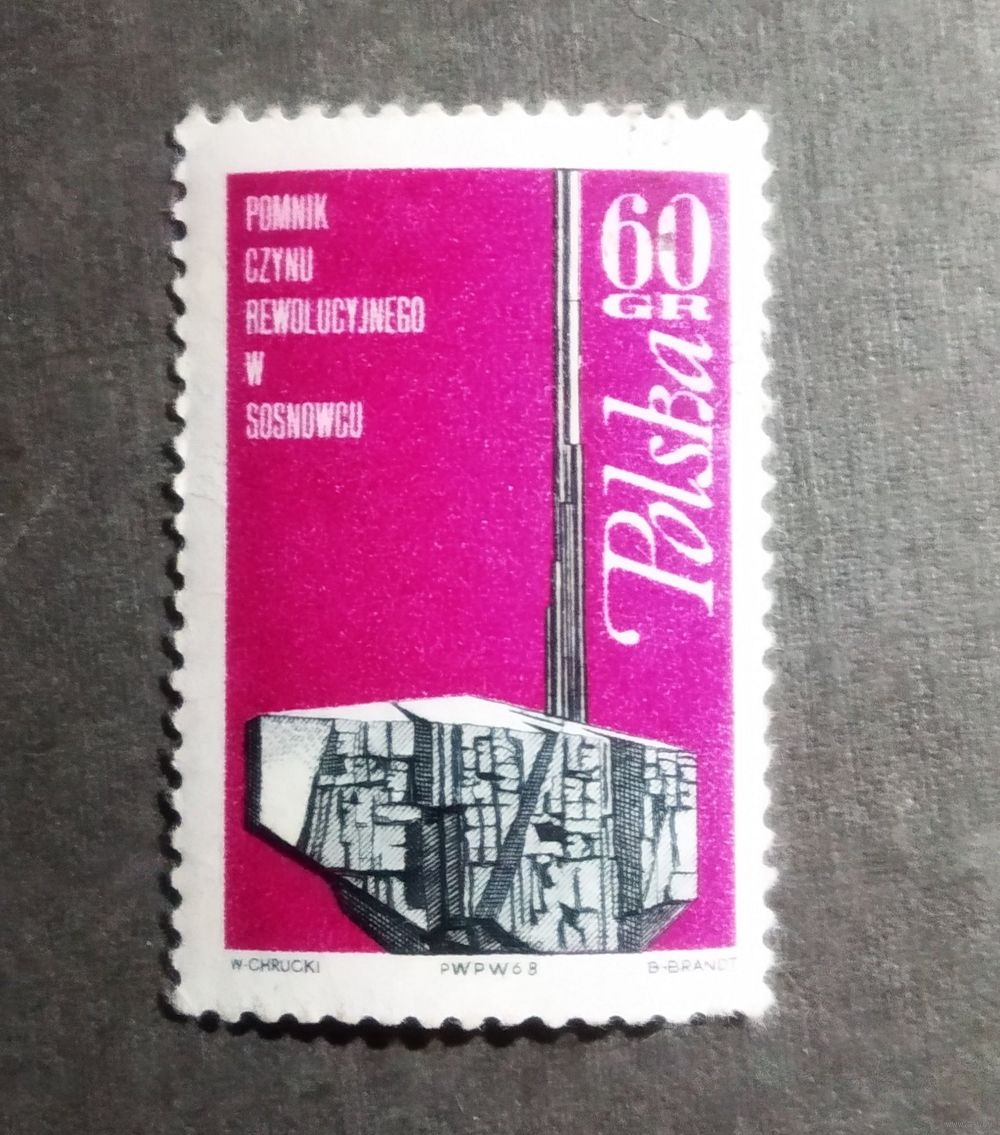 POMNIK
CZYNU
REWOLUCYJNEGO
W
SOSNOWCU
60
GR
Polska
W-CHRUCKI
PWPW68
B-BRANDT